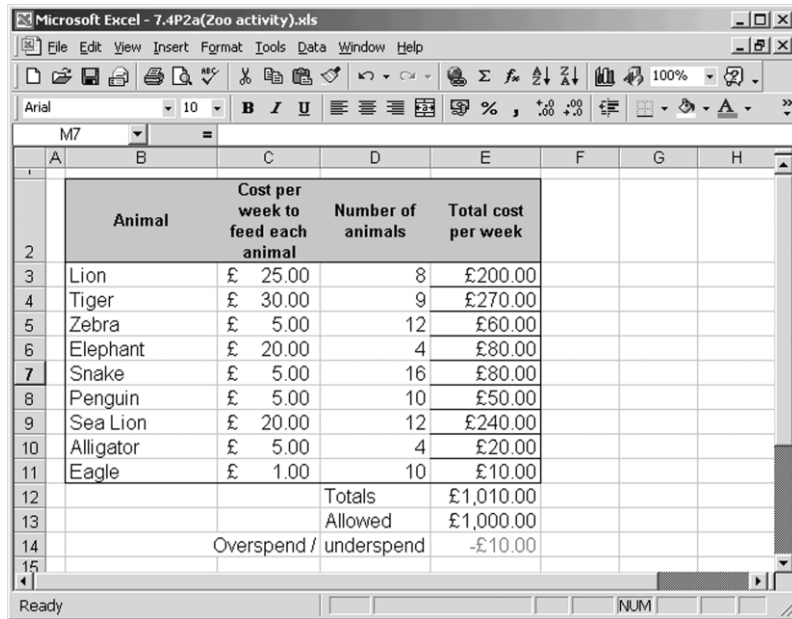 Microsoft Excel - 7.4P2a(Zoo activity).xls
File Edit View Insert Format Tools Data Window Help
100%
Arial 10 B I U % ,
M7 =
A B C D E F G H
1
2 Animal Cost per week to feed each animal Number of animals Total cost per week
3 Lion £ 25.00 8 £200.00
4 Tiger £ 30.00 9 £270.00
5 Zebra £ 5.00 12 £60.00
6 Elephant £ 20.00 4 £80.00
7 Snake £ 5.00 16 £80.00
8 Penguin £ 5.00 10 £50.00
9 Sea Lion £ 20.00 12 £240.00
10 Alligator £ 5.00 4 £20.00
11 Eagle £ 1.00 10 £10.00
12 Totals £1,010.00
13 Allowed £1,000.00
14 Overspend / underspend -£10.00
15
Ready NUM